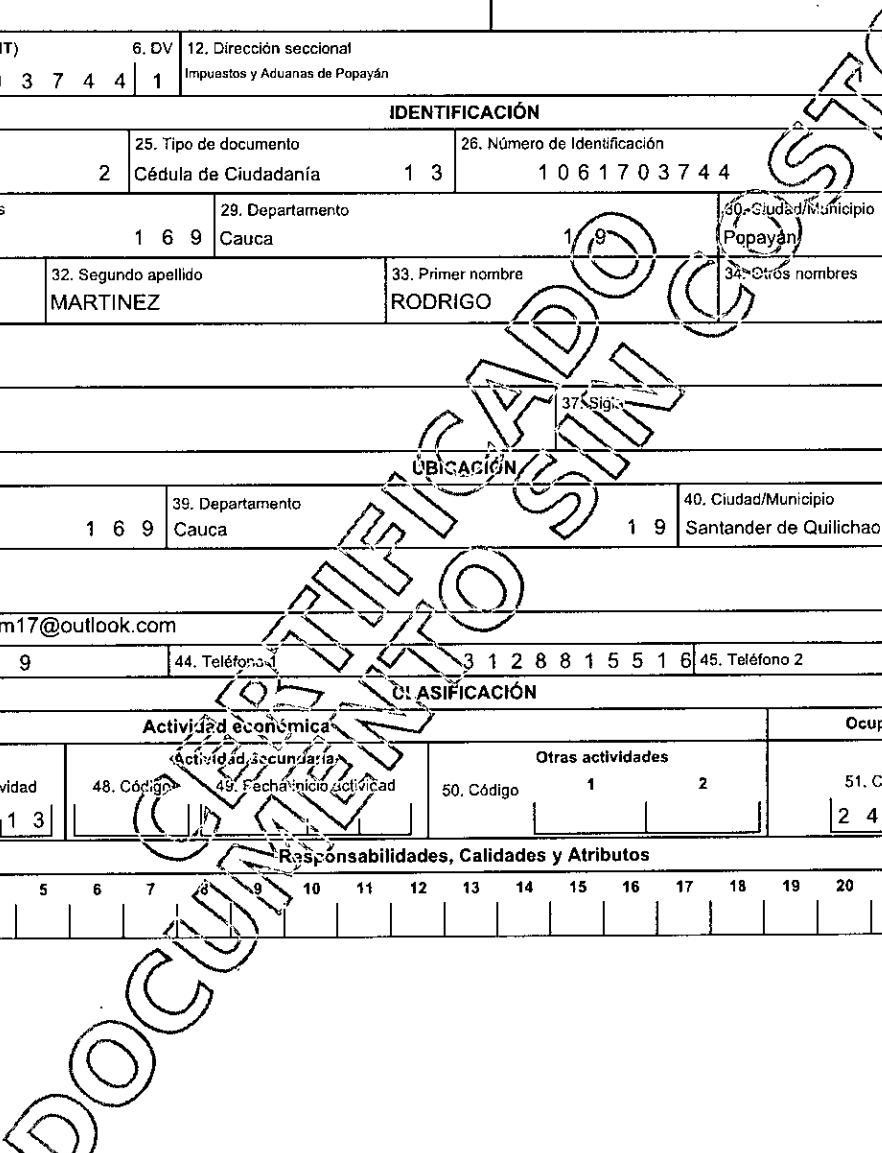 IT) 6. DV 12. Dirección seccional
3 7 4 4 1 Impuestos y Aduanas de Popayán
IDENTIFICACIÓN
25. Tipo de documento 26. Número de Identificación
2 Cédula de Ciudadanía 1 3 1 0 6 1 7 0 3 7 4 4
s 29. Departamento 30. Ciudad/Municipio
1 6 9 Cauca 1 9 Popayán
32. Segundo apellido 33. Primer nombre 34. Otros nombres
MARTINEZ RODRIGO
37. Sigla
UBICACIÓN
39. Departamento 40. Ciudad/Municipio
1 6 9 Cauca 1 9 Santander de Quilichao
m17@outlook.com
9 44. Teléfono 1 3 1 2 8 8 1 5 5 1 6 45. Teléfono 2
CLASIFICACIÓN
Actividad económica Ocup
Actividad secundaria Otras actividades
vidad 48. Código 49. Fecha inicio actividad 50. Código 1 2 51. C
1 3 2 4
Responsabilidades, Calidades y Atributos
5 6 7 8 9 10 11 12 13 14 15 16 17 18 19 20
CERTIFICADO
DOCUMENTO SIN COSTO